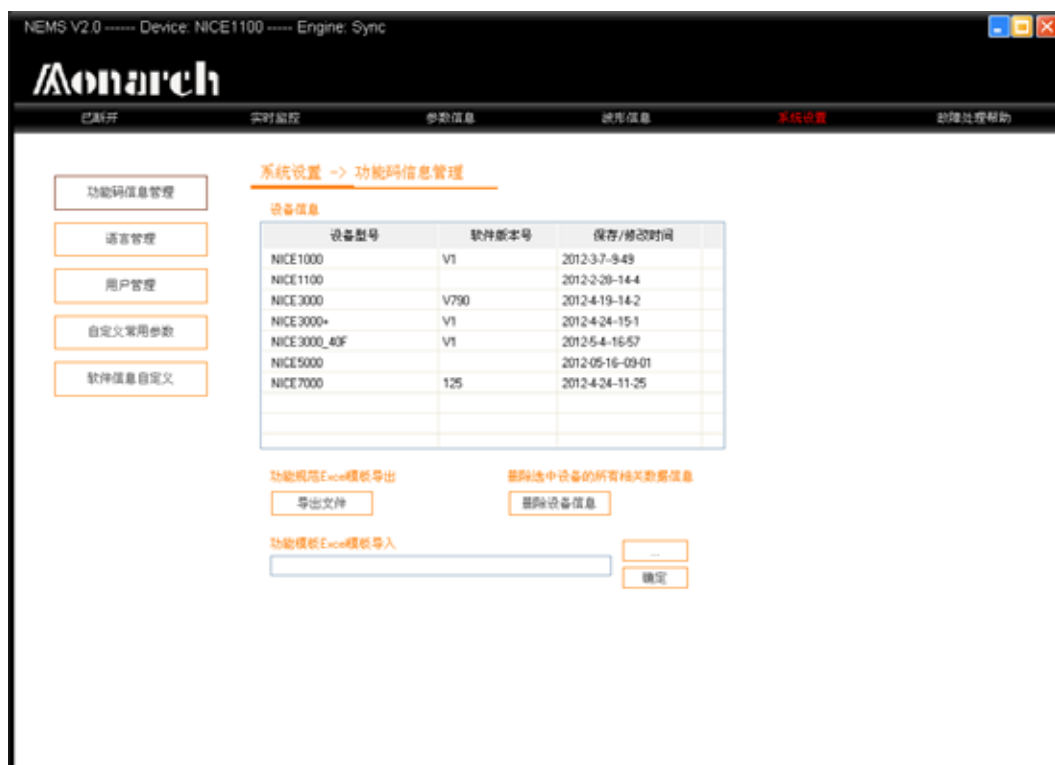 NEMS V2.0 ------ Device: NICE1100 ----- Engine: Sync
Monarch
已断开 实时监控 参数信息 波形信息 系统设置 故障处理帮助
系统设置 -> 功能码信息管理
功能码信息管理
语言管理
用户管理
自定义常用参数
软件信息自定义
设备信息
设备型号 软件版本号 保存/修改时间
NICE1000 V1 2012-3-7--9-49
NICE1100 2012-2-28--14-4
NICE3000 V790 2012-4-19--14-2
NICE3000+ V1 2012-4-24--15-1
NICE3000_40F V1 2012-5-4--16-57
NICE5000 2012-05-16--09-01
NICE7000 125 2012-4-24--11-25
功能规范Excel模板导出 删除选中设备的所有相关数据信息
导出文件 删除设备信息
功能模板Excel模板导入
...
确定